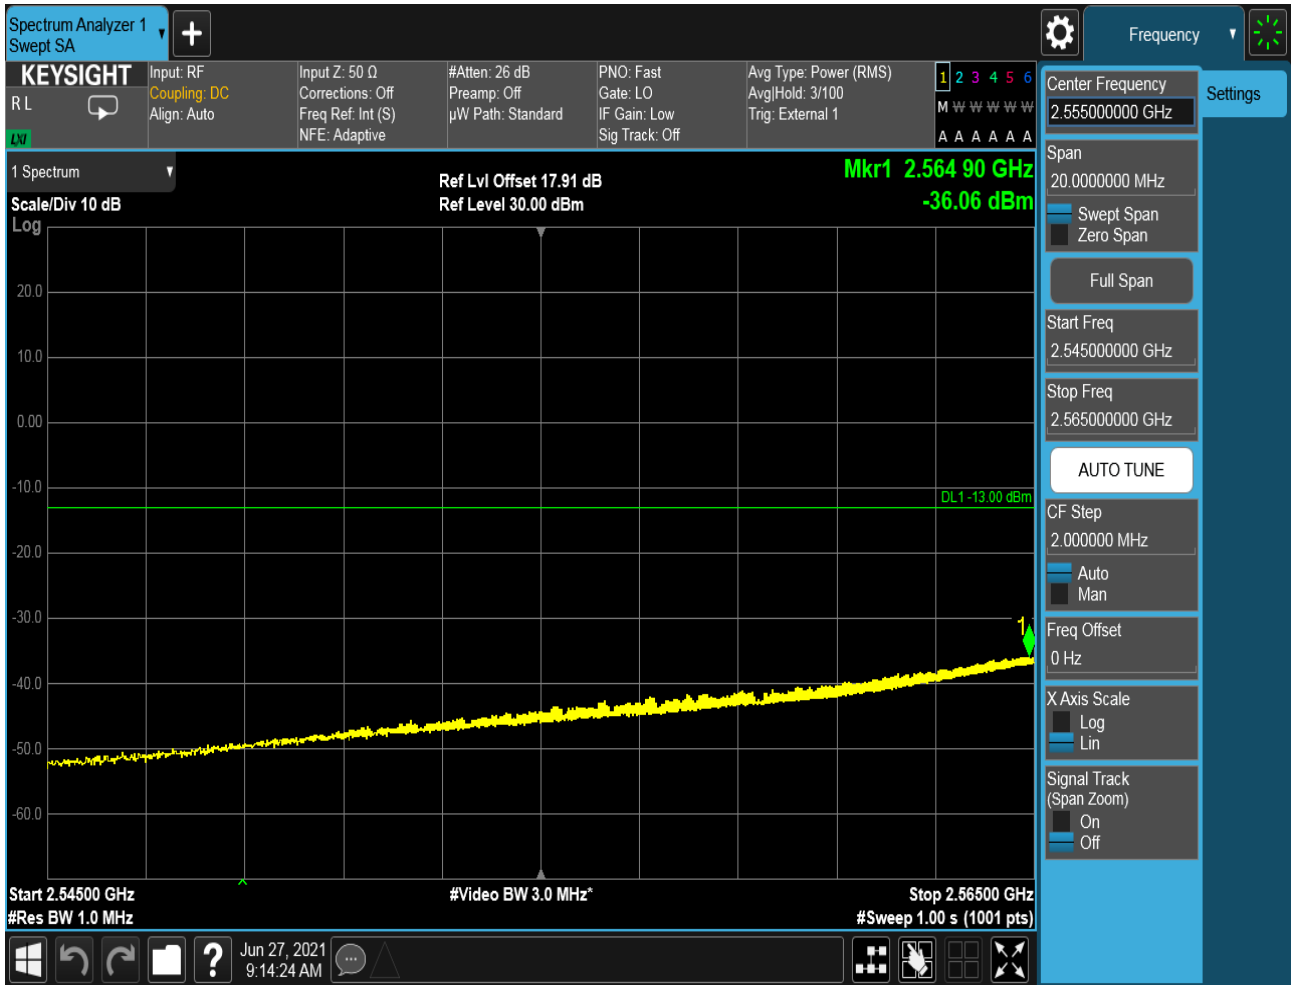 Spectrum Analyzer 1
Swept SA
Frequency
KEYSIGHT
R L
LXI
Input: RF
Coupling: DC
Align: Auto
Input Z: 50 Ω
Corrections: Off
Freq Ref: Int (S)
NFE: Adaptive
#Atten: 26 dB
Preamp: Off
µW Path: Standard
PNO: Fast
Gate: LO
IF Gain: Low
Sig Track: Off
Avg Type: Power (RMS)
Avg|Hold: 3/100
Trig: External 1
1 2 3 4 5 6
M W W W W W
A A A A A A
1 Spectrum
Scale/Div 10 dB
Log
Ref Lvl Offset 17.91 dB
Ref Level 30.00 dBm
Mkr1 2.564 90 GHz
-36.06 dBm
20.0
10.0
0.00
-10.0
-20.0
-30.0
-40.0
-50.0
-60.0
DL1 -13.00 dBm
1
Start 2.54500 GHz
#Res BW 1.0 MHz
#Video BW 3.0 MHz*
Stop 2.56500 GHz
#Sweep 1.00 s (1001 pts)
Center Frequency
2.555000000 GHz
Settings
Span
20.0000000 MHz
Swept Span
Zero Span
Full Span
Start Freq
2.545000000 GHz
Stop Freq
2.565000000 GHz
AUTO TUNE
CF Step
2.000000 MHz
Auto
Man
Freq Offset
0 Hz
X Axis Scale
Log
Lin
Signal Track
(Span Zoom)
On
Off
?
Jun 27, 2021
9:14:24 AM